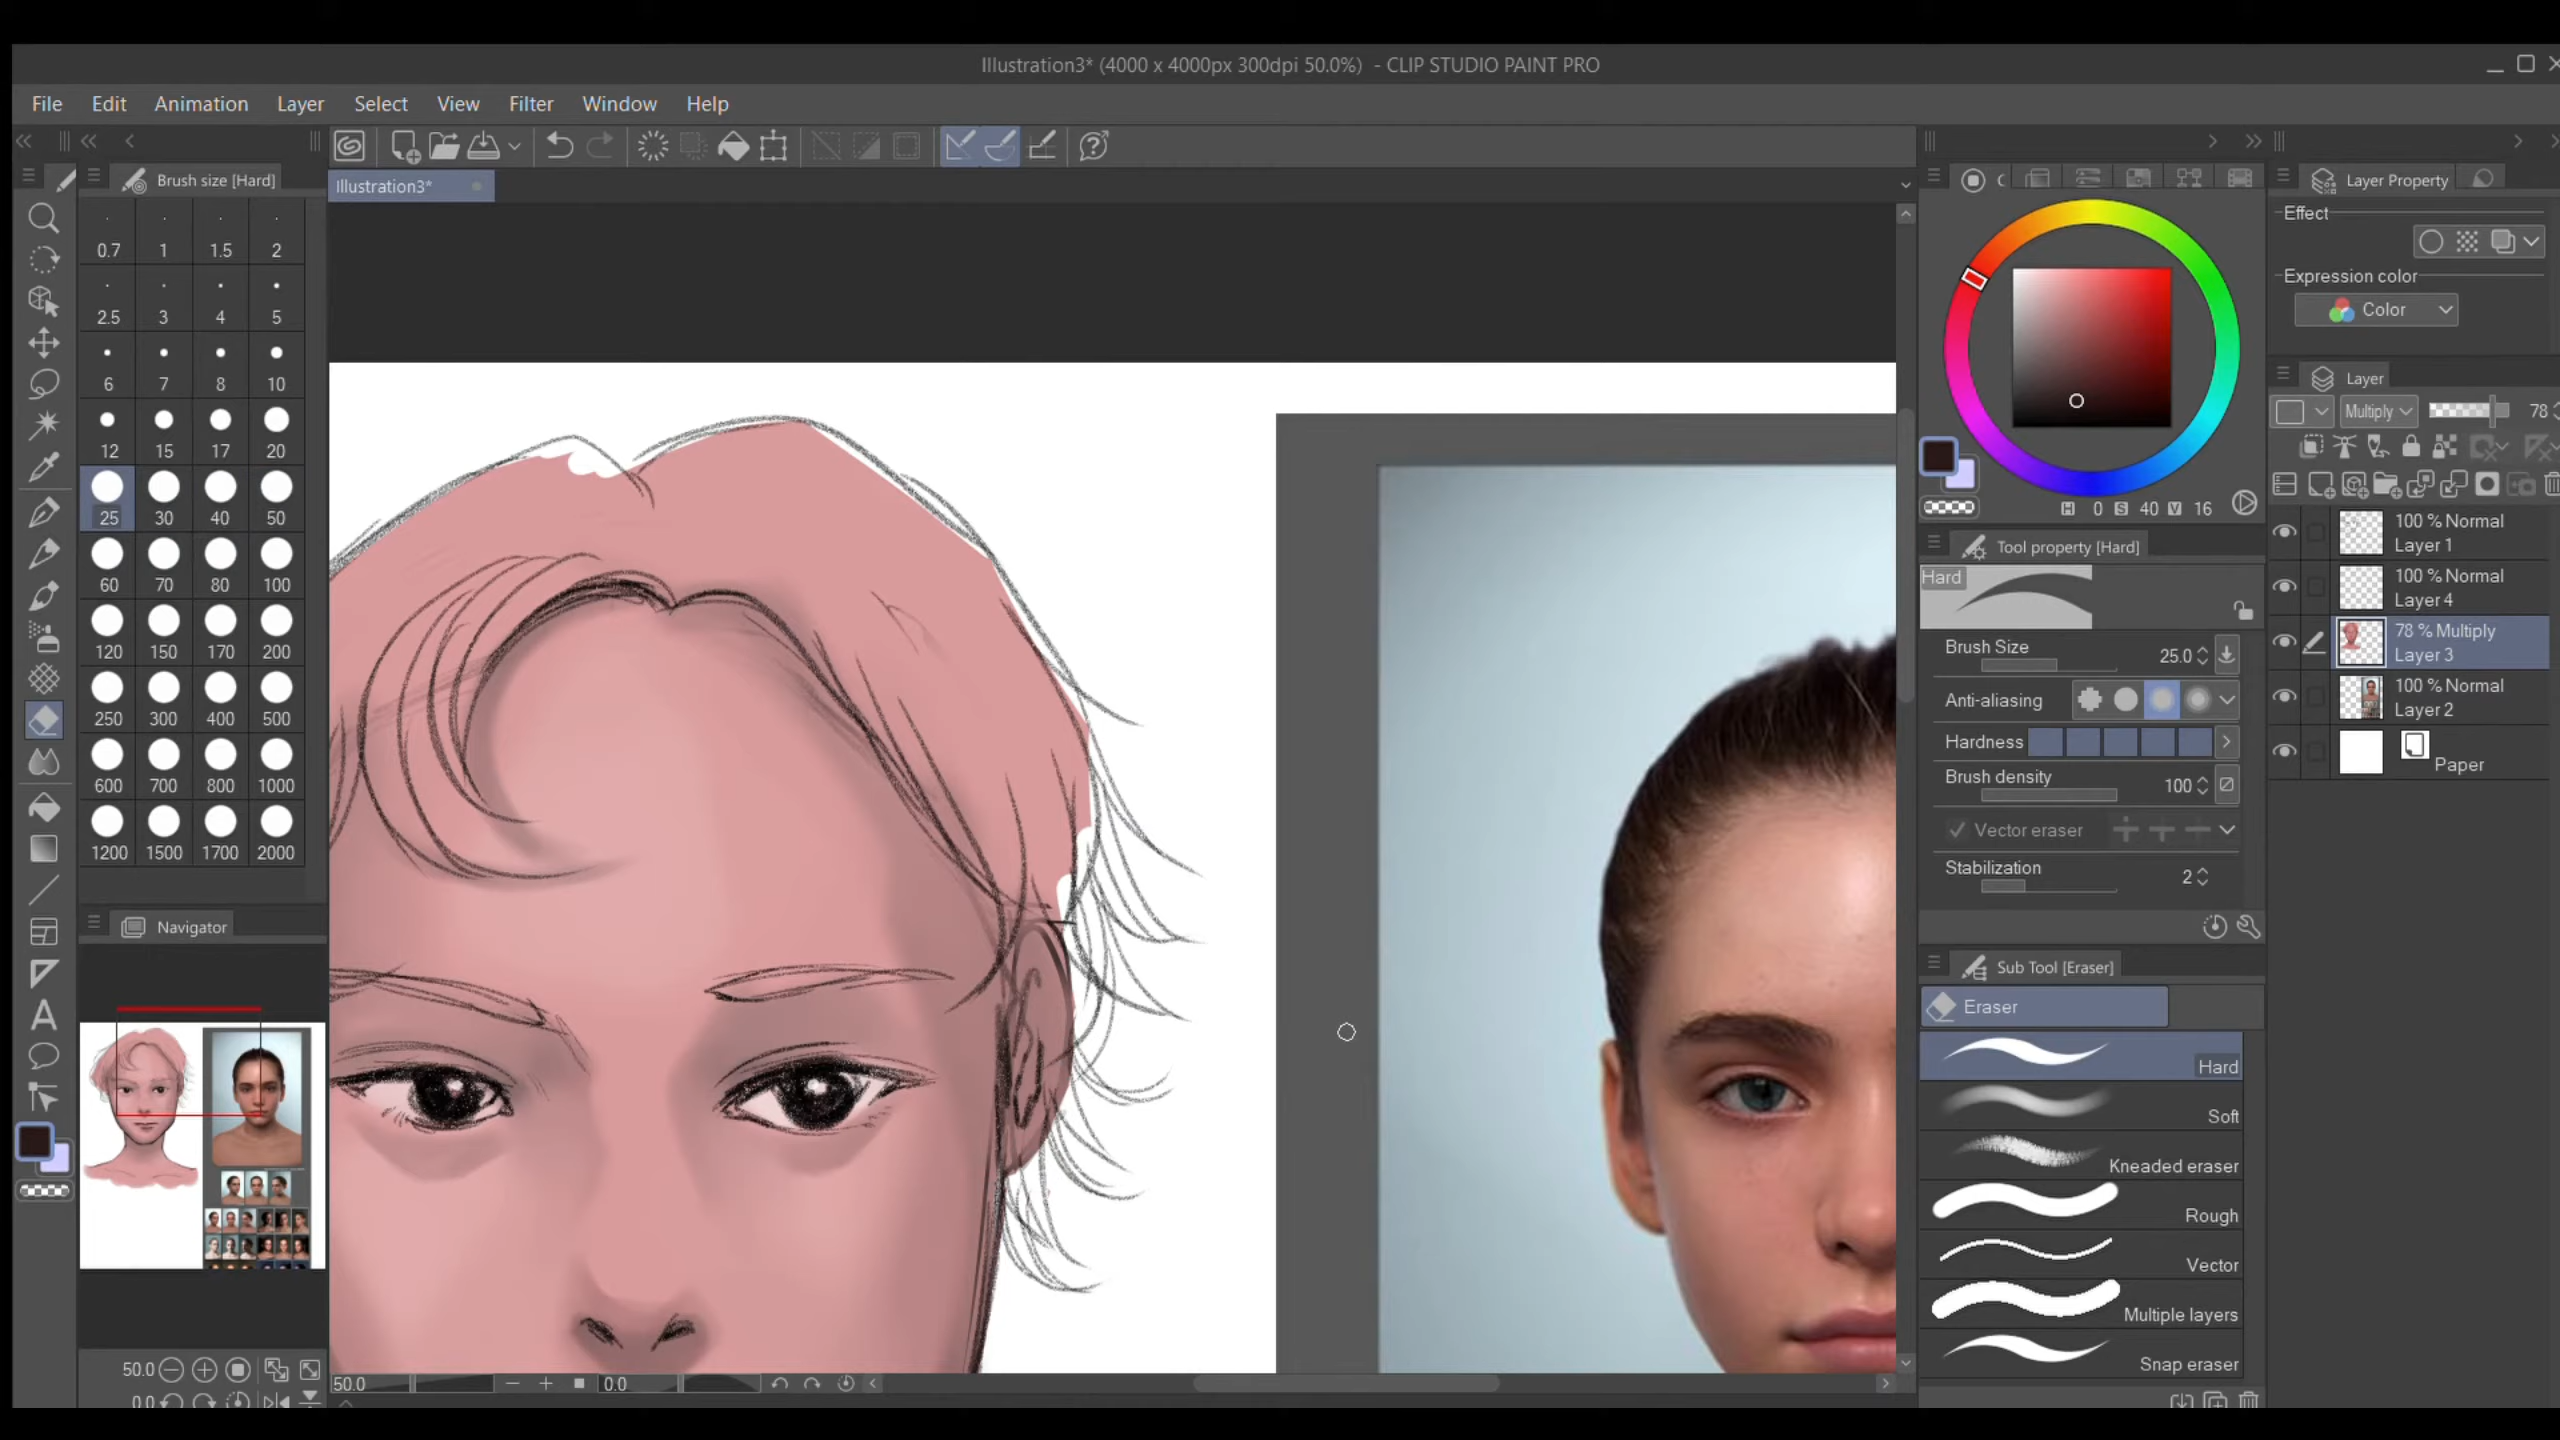 Illustration3* (4000 x 4000px 300dpi 50.0%) - CLIP STUDIO PAINT PRO
File Edit Animation Layer Select View Filter Window Help
Brush size [Hard]
Illustration3*
0.7 1 1.5 2
2.5 3 4 5
6 7 8 10
12 15 17 20
25 30 40 50
60 70 80 100
120 150 170 200
250 300 400 500
600 700 800 1000
1200 1500 1700 2000
Navigator
50.0
0.0
50.0
0.0
H 0 S 40 V 16
Tool property [Hard]
Hard
Brush Size 25.0
Anti-aliasing
Hardness
Brush density 100
Vector eraser
Stabilization 2
Sub Tool [Eraser]
Eraser
Hard
Soft
Kneaded eraser
Rough
Vector
Multiple layers
Snap eraser
Layer Property
Effect
Expression color
Color
Layer
Multiply 78
100 % Normal
Layer 1
100 % Normal
Layer 4
78 % Multiply
Layer 3
100 % Normal
Layer 2
Paper